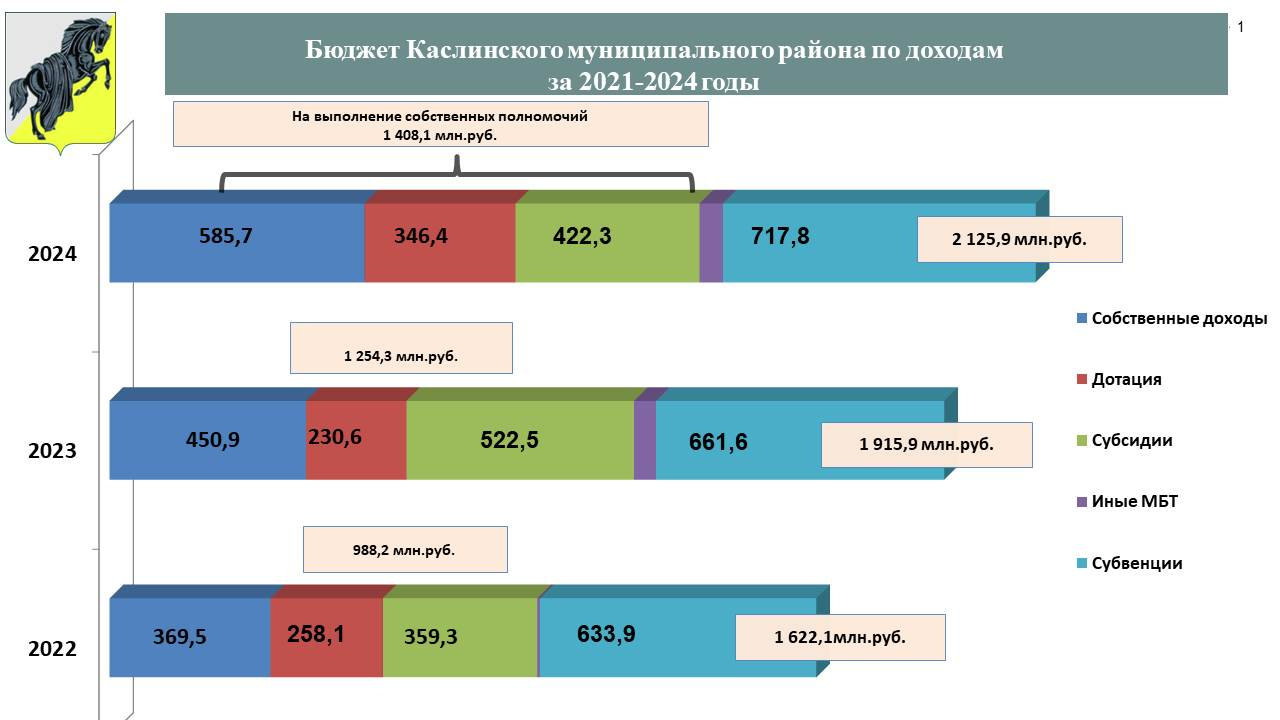 1
Бюджет Каслинского муниципального района по доходам
за 2021-2024 годы
На выполнение собственных полномочий
1 408,1 млн.руб.
2024
585,7
346,4
422,3
717,8
2 125,9 млн.руб.
1 254,3 млн.руб.
2023
450,9
230,6
522,5
661,6
1 915,9 млн.руб.
988,2 млн.руб.
2022
369,5
258,1
359,3
633,9
1 622,1млн.руб.
Собственные доходы
Дотация
Субсидии
Иные МБТ
Субвенции